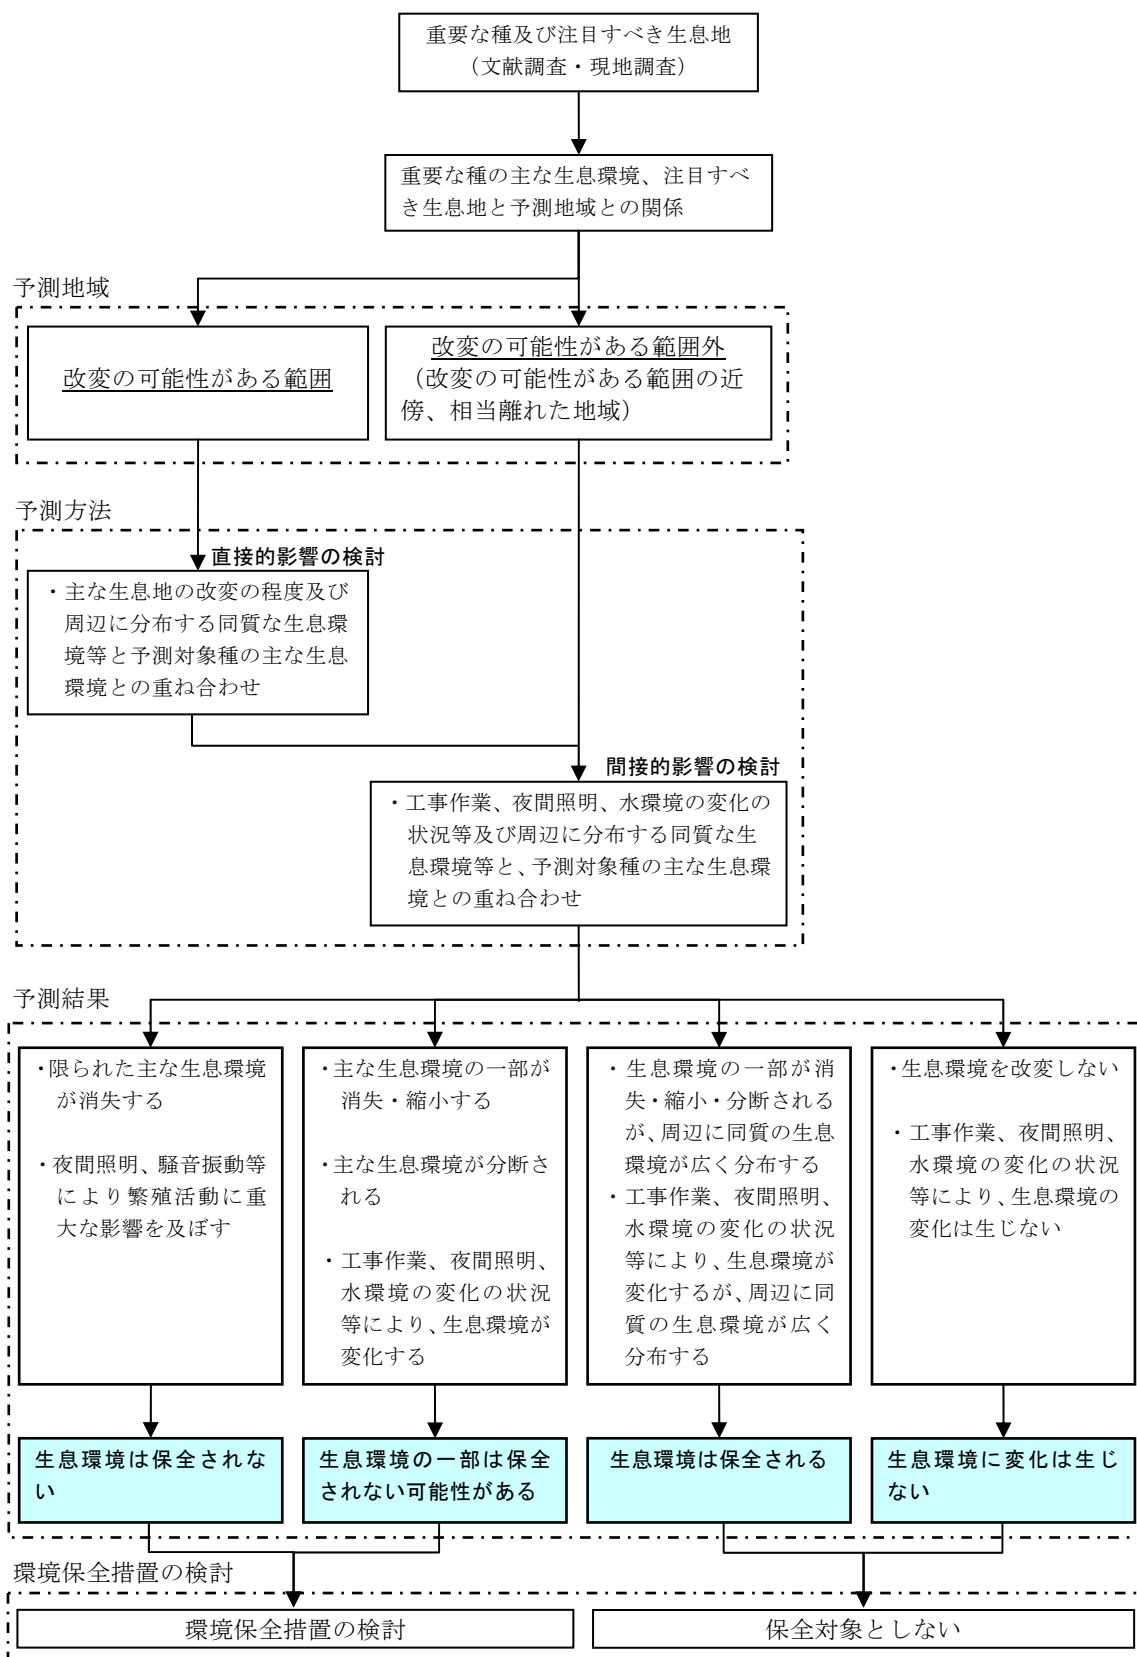 重要な種及び注目すべき生息地
（文献調査・現地調査）
重要な種の主な生息環境、注目すべ
き生息地と予測地域との関係
予測地域
改変の可能性がある範囲
改変の可能性がある範囲外
（改変の可能性がある範囲の近
傍、相当離れた地域）
予測方法
直接的影響の検討
・主な生息地の改変の程度及び
周辺に分布する同質な生息環
境等と予測対象種の主な生息
環境との重ね合わせ
間接的影響の検討
・工事作業、夜間照明、水環境の変化の
状況等及び周辺に分布する同質な生
息環境等と、予測対象種の主な生息環
境との重ね合わせ
予測結果
・限られた主な生息環境
が消失する
・夜間照明、騒音振動等
により繁殖活動に重
大な影響を及ぼす
・主な生息環境の一部が
消失・縮小する
・主な生息環境が分断さ
れる
・工事作業、夜間照明、
水環境の変化の状況
等により、生息環境が
変化する
・生息環境の一部が消
失・縮小・分断される
が、周辺に同質の生息
環境が広く分布する
・工事作業、夜間照明、
水環境の変化の状況
等により、生息環境が
変化するが、周辺に同
質の生息環境が広く
分布する
・生息環境を改変しない
・工事作業、夜間照明、
水環境の変化の状況
等により、生息環境の
変化は生じない
生息環境は保全されな
い
生息環境の一部は保全
されない可能性がある
生息環境は保全される
生息環境に変化は生じ
ない
環境保全措置の検討
環境保全措置の検討
保全対象としない